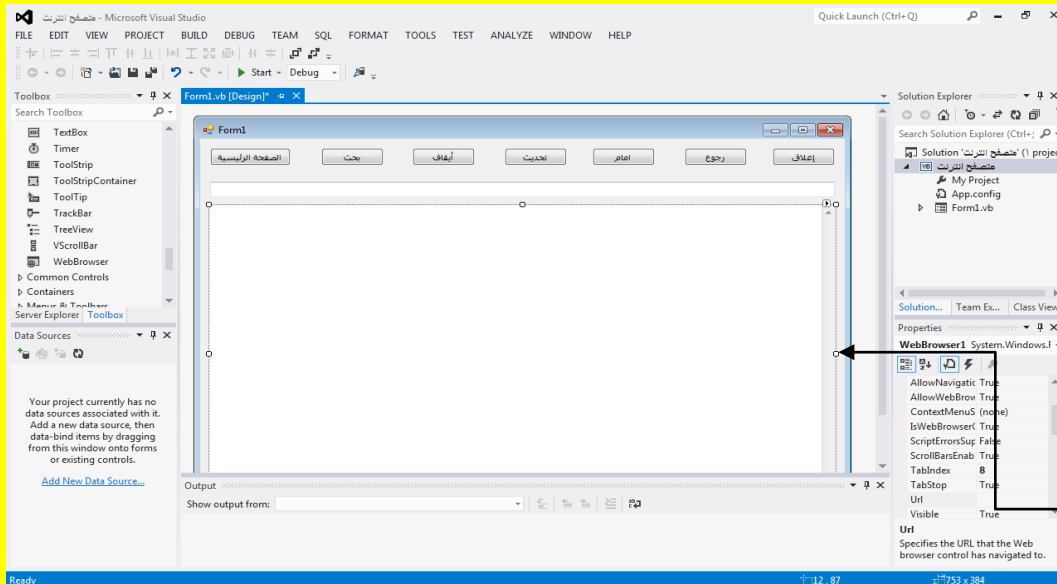 متصفح انترنت - Microsoft Visual Studio
Quick Launch (Ctrl+Q)
FILE EDIT VIEW PROJECT BUILD DEBUG TEAM SQL FORMAT TOOLS TEST ANALYZE WINDOW HELP
Start - Debug
Toolbox
Search Toolbox
TextBox
Timer
ToolStrip
ToolStripContainer
ToolTip
TrackBar
TreeView
VScrollBar
WebBrowser
Common Controls
Containers
Menus & Toolbars
Server Explorer Toolbox
Data Sources
Your project currently has no
data sources associated with it.
Add a new data source, then
data-bind items by dragging
from this window onto forms
or existing controls.
Add New Data Source...
Form1.vb [Design]*
Form1
الصفحة الرئيسية بحث أيقاف تحديث امام رجوع إغلاق
Output
Show output from:
Solution Explorer
Search Solution Explorer (Ctrl+;
Solution 'متصفح انترنت' (١ projec
متصفح انترنت
My Project
App.config
Form1.vb
Solution... Team Ex... Class View
Properties
WebBrowser1 System.Windows.F
AllowNavigatic True
AllowWebBrow True
ContextMenuS (none)
IsWebBrowser( True
ScriptErrorsSup False
ScrollBarsEnab True
TabIndex 8
TabStop True
Url
Visible True
Url
Specifies the URL that the Web
browser control has navigated to.
Ready
12 , 87
753 x 384